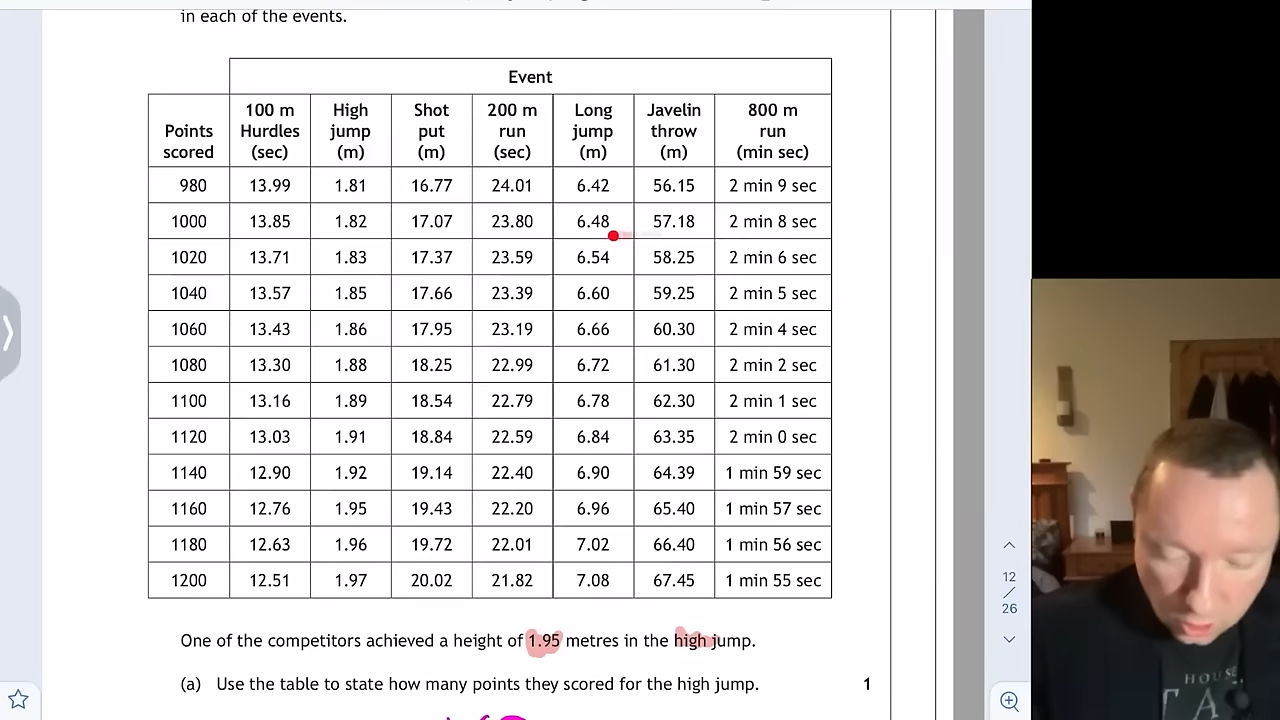 in each of the events.
Event
Points scored | 100 m Hurdles (sec) | High jump (m) | Shot put (m) | 200 m run (sec) | Long jump (m) | Javelin throw (m) | 800 m run (min sec)
980 | 13.99 | 1.81 | 16.77 | 24.01 | 6.42 | 56.15 | 2 min 9 sec
1000 | 13.85 | 1.82 | 17.07 | 23.80 | 6.48 | 57.18 | 2 min 8 sec
1020 | 13.71 | 1.83 | 17.37 | 23.59 | 6.54 | 58.25 | 2 min 6 sec
1040 | 13.57 | 1.85 | 17.66 | 23.39 | 6.60 | 59.25 | 2 min 5 sec
1060 | 13.43 | 1.86 | 17.95 | 23.19 | 6.66 | 60.30 | 2 min 4 sec
1080 | 13.30 | 1.88 | 18.25 | 22.99 | 6.72 | 61.30 | 2 min 2 sec
1100 | 13.16 | 1.89 | 18.54 | 22.79 | 6.78 | 62.30 | 2 min 1 sec
1120 | 13.03 | 1.91 | 18.84 | 22.59 | 6.84 | 63.35 | 2 min 0 sec
1140 | 12.90 | 1.92 | 19.14 | 22.40 | 6.90 | 64.39 | 1 min 59 sec
1160 | 12.76 | 1.95 | 19.43 | 22.20 | 6.96 | 65.40 | 1 min 57 sec
1180 | 12.63 | 1.96 | 19.72 | 22.01 | 7.02 | 66.40 | 1 min 56 sec
1200 | 12.51 | 1.97 | 20.02 | 21.82 | 7.08 | 67.45 | 1 min 55 sec
One of the competitors achieved a height of 1.95 metres in the high jump.
(a) Use the table to state how many points they scored for the high jump. 1
12
/
26
HOUSE